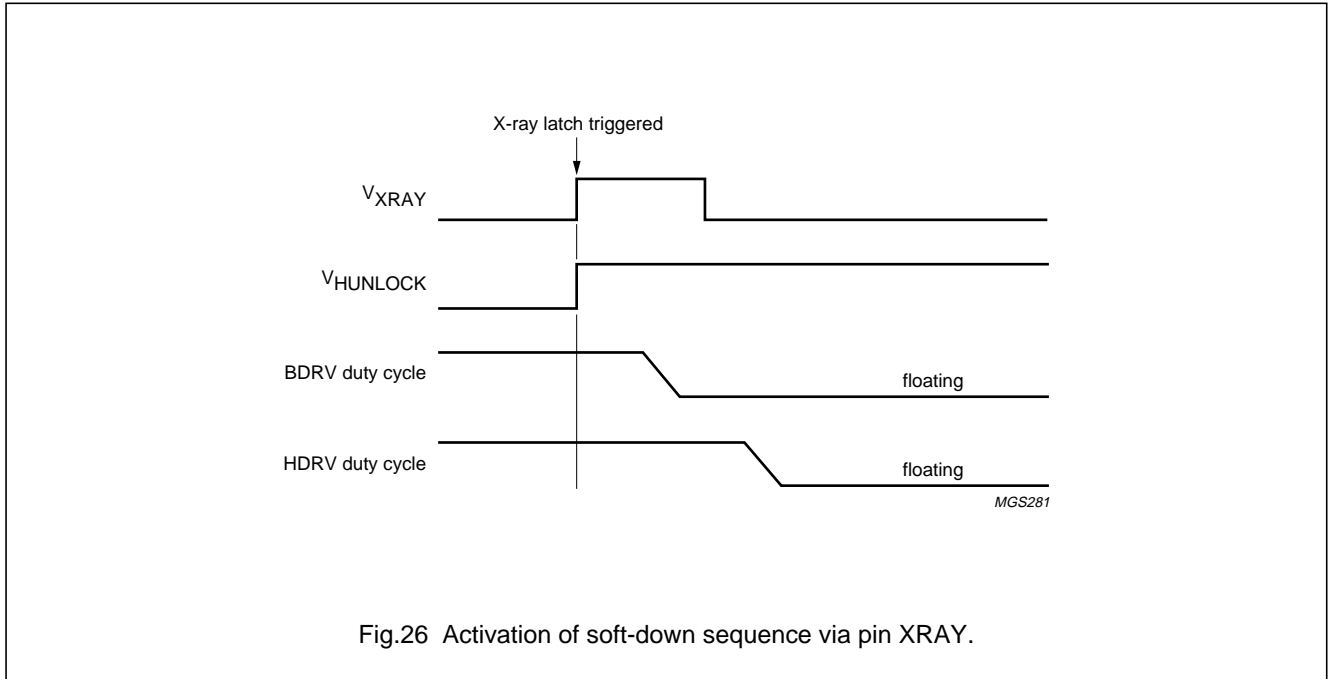 X-ray latch triggered
VXRAY
VHUNLOCK
BDRV duty cycle
floating
HDRV duty cycle
floating
MGS281
Fig.26 Activation of soft-down sequence via pin XRAY.